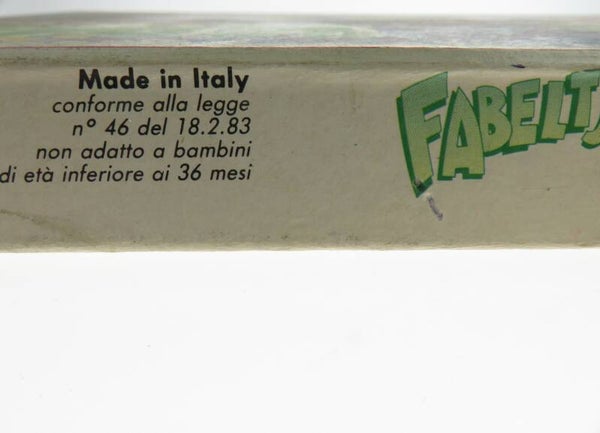 Made in Italy
conforme alla legge
n° 46 del 18.2.83
non adatto a bambini
di età inferiore ai 36 mesi